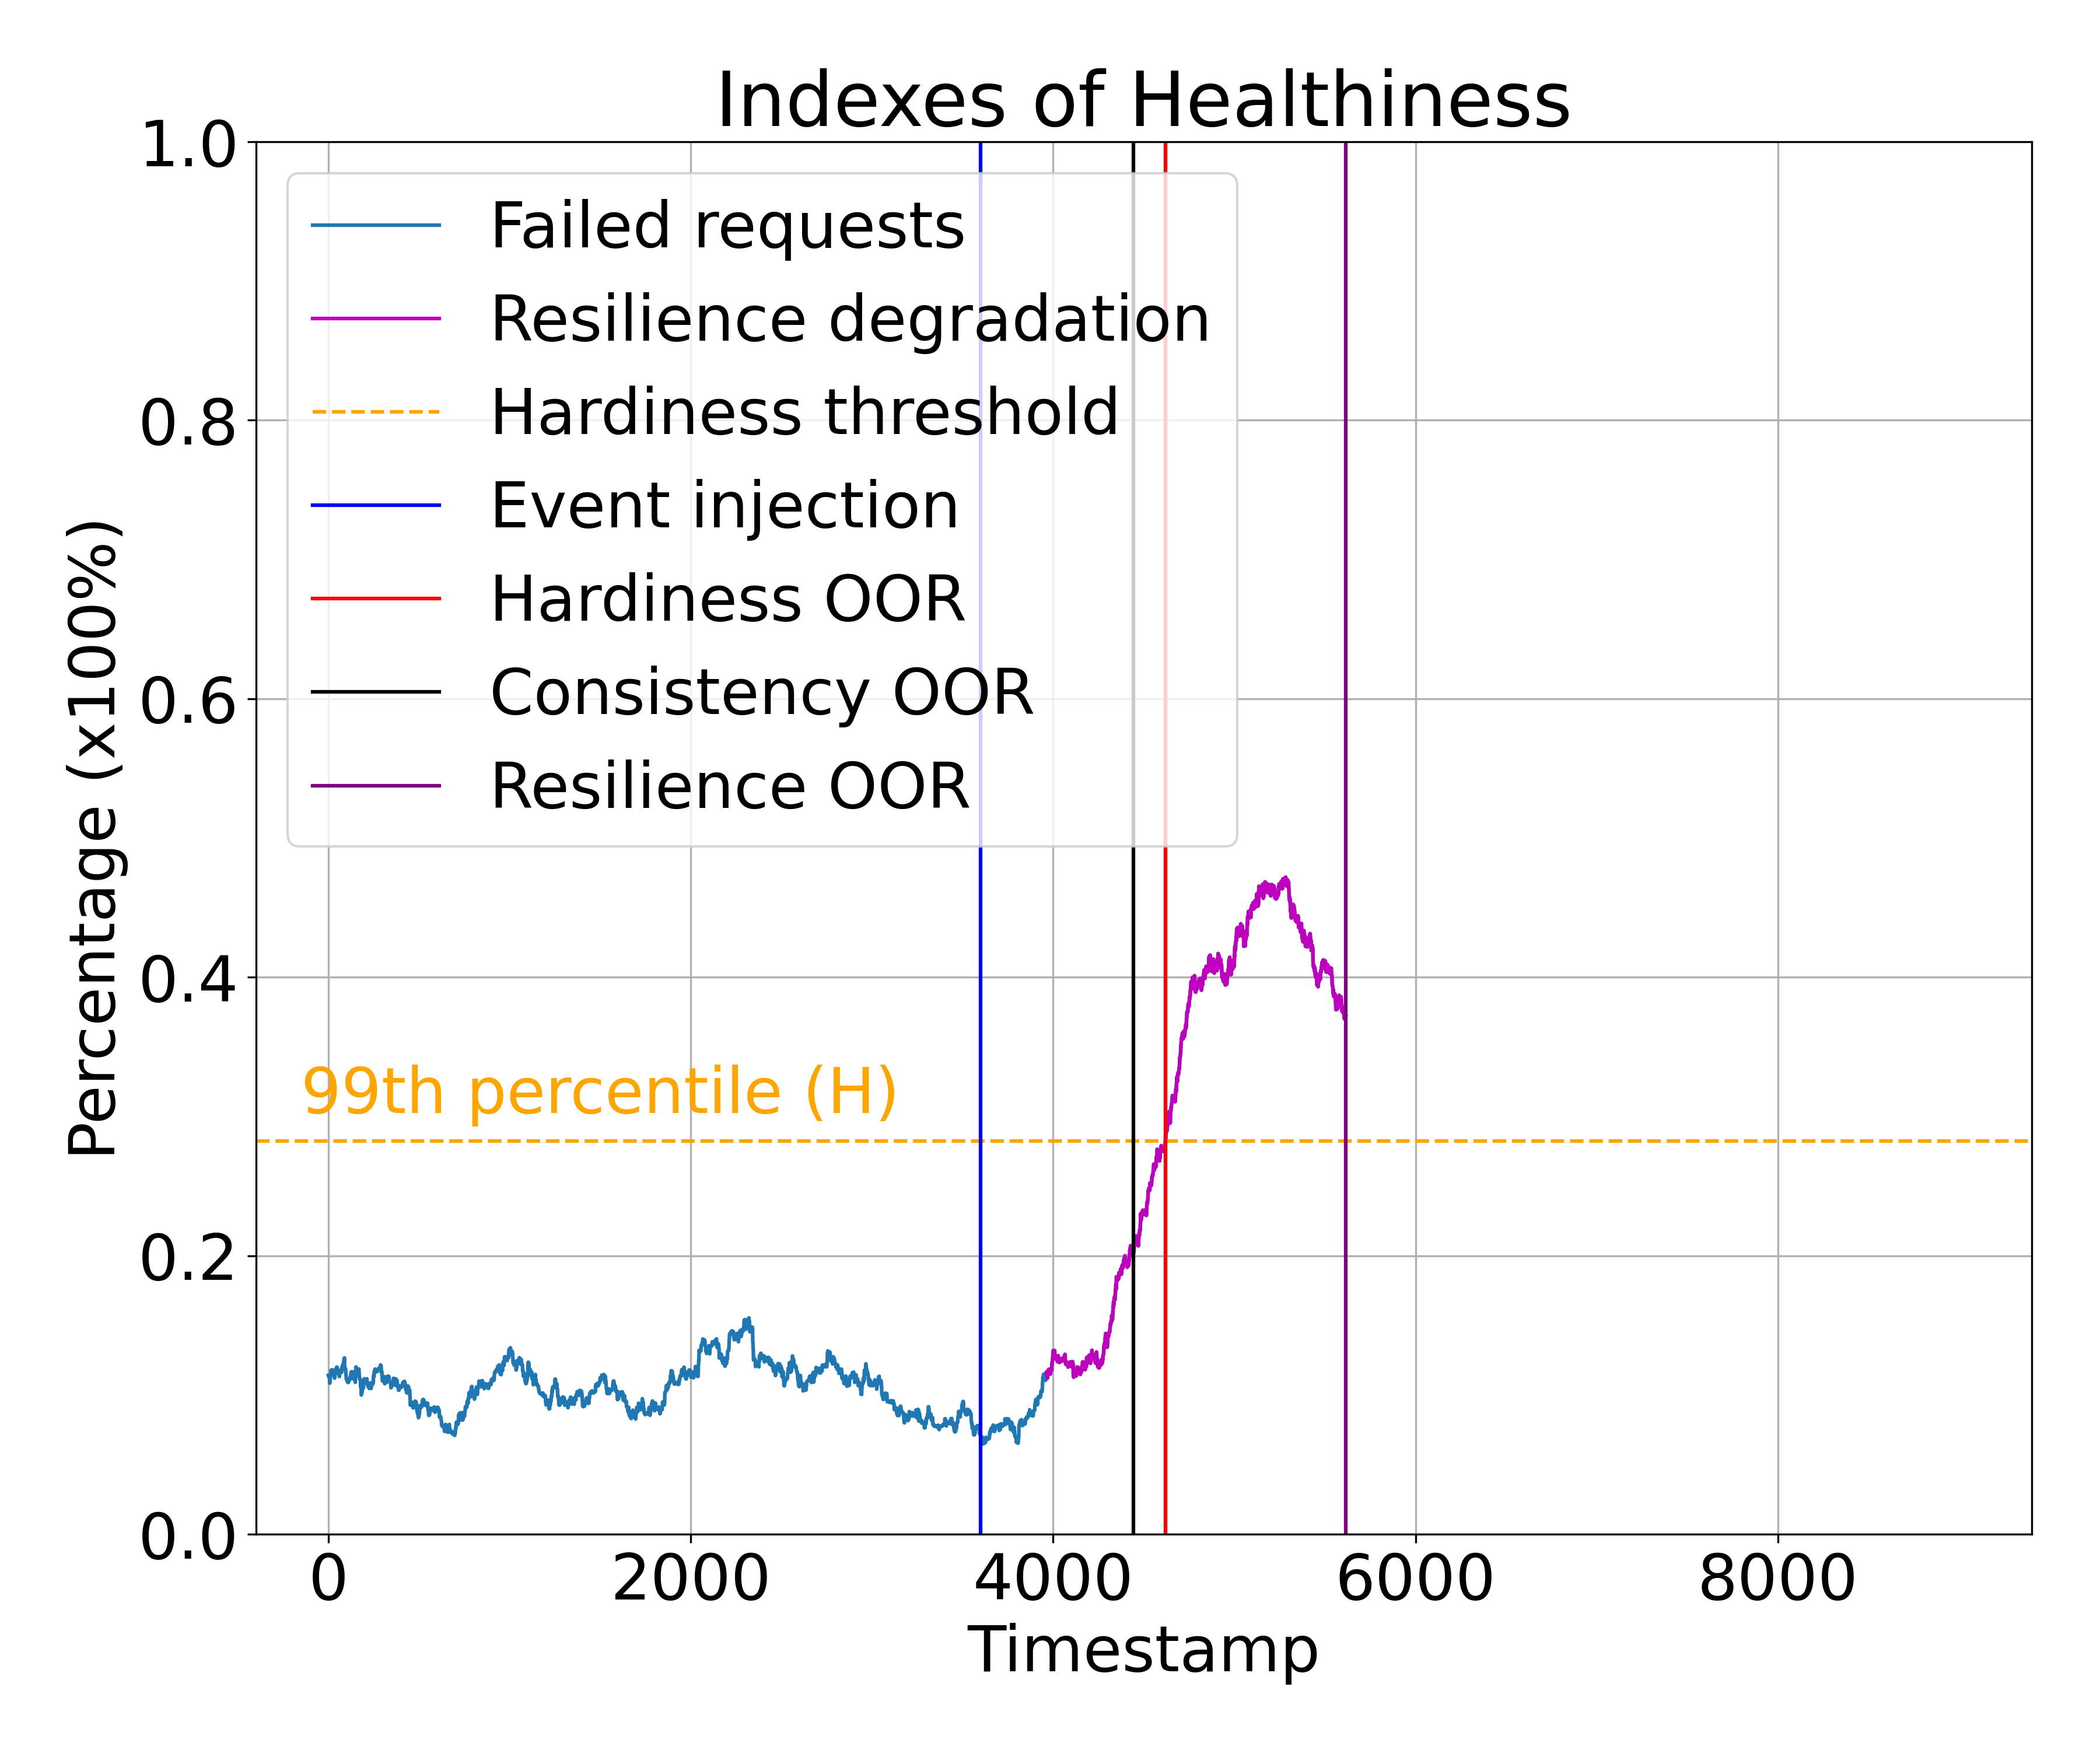 Indexes of Healthiness
Percentage (x100%)
1.0
0.8
0.6
0.4
0.2
0.0
Failed requests
Resilience degradation
Hardiness threshold
Event injection
Hardiness OOR
Consistency OOR
Resilience OOR
99th percentile (H)
0 2000 4000 6000 8000
Timestamp